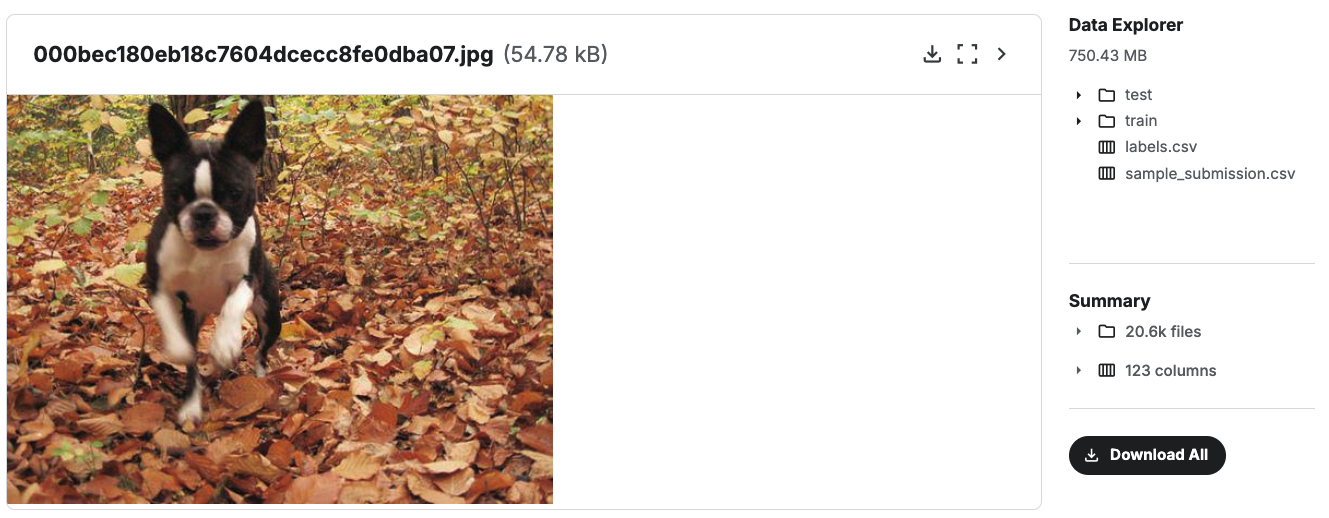 000bec180eb18c7604dcecc8fe0dba07.jpg (54.78 kB)
Data Explorer
750.43 MB
test
train
labels.csv
sample_submission.csv
Summary
20.6k files
123 columns
Download All